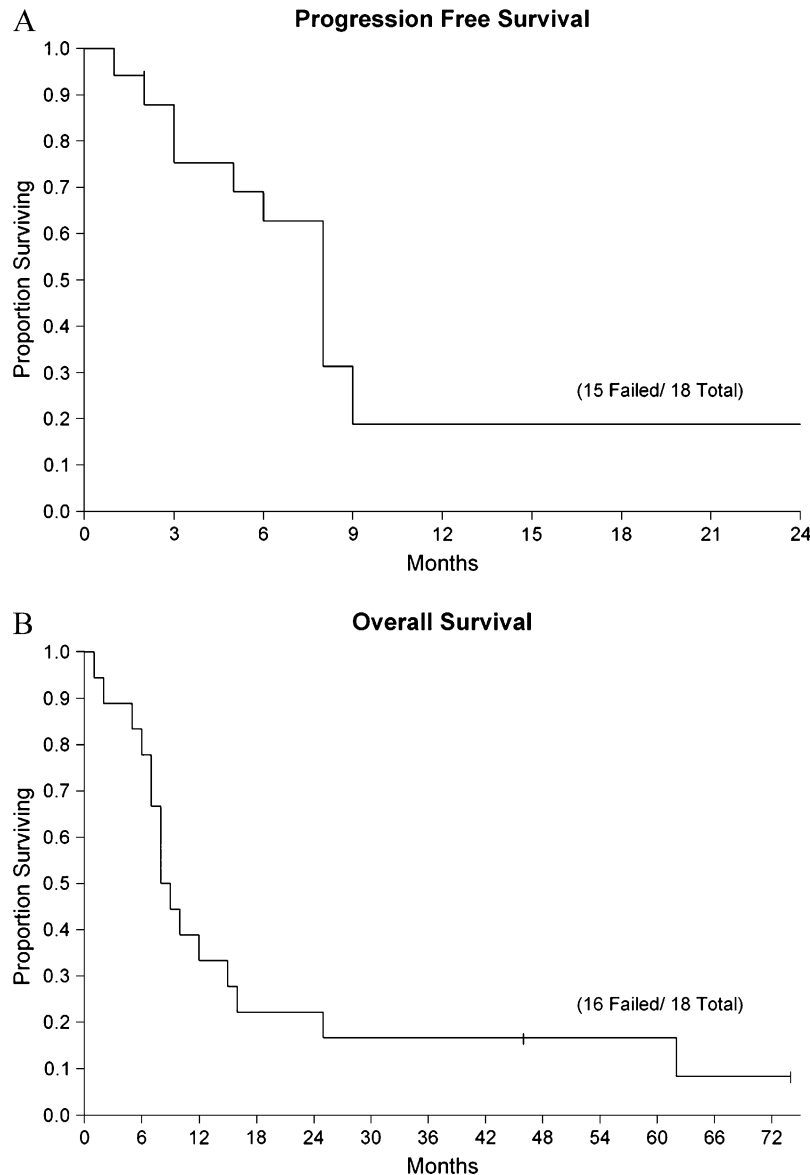 A
Progression Free Survival
1.0
0.9
0.8
0.7
0.6
0.5
0.4
0.3
0.2
0.1
0.0
Proportion Surviving
(15 Failed/ 18 Total)
0 3 6 9 12 15 18 21 24
Months
B
Overall Survival
1.0
0.9
0.8
0.7
0.6
0.5
0.4
0.3
0.2
0.1
0.0
Proportion Surviving
(16 Failed/ 18 Total)
0 6 12 18 24 30 36 42 48 54 60 66 72
Months